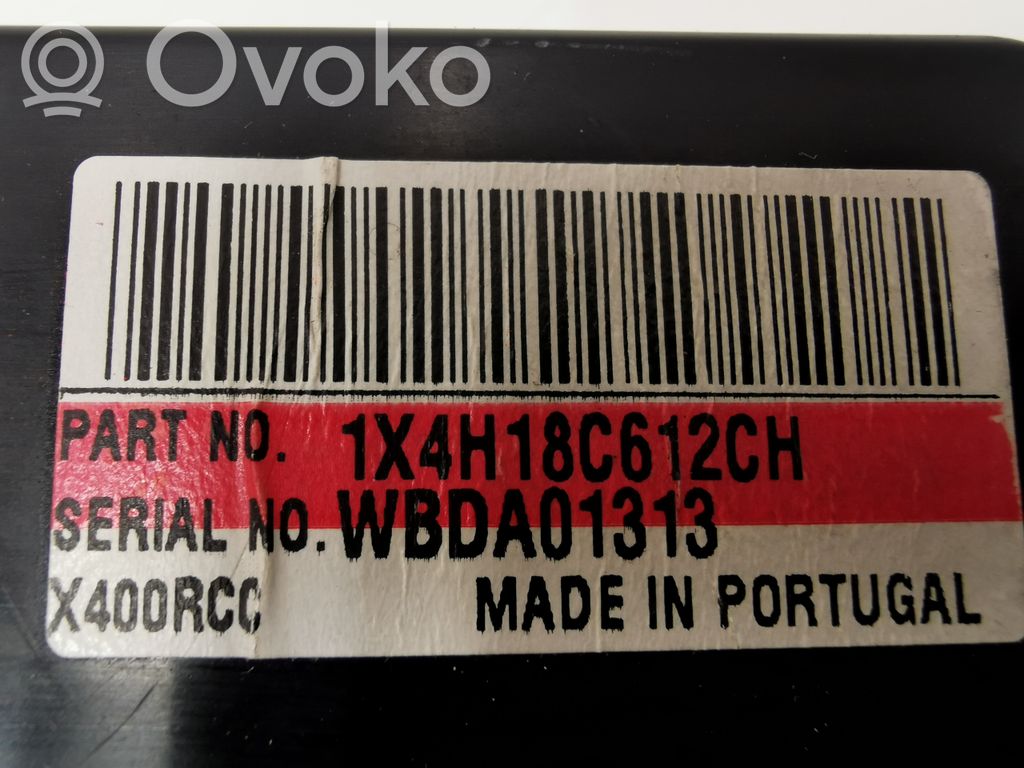 Ovoko
PART NO. 1X4H18C612CH
SERIAL NO. WBDA01313
X400RCC MADE IN PORTUGAL